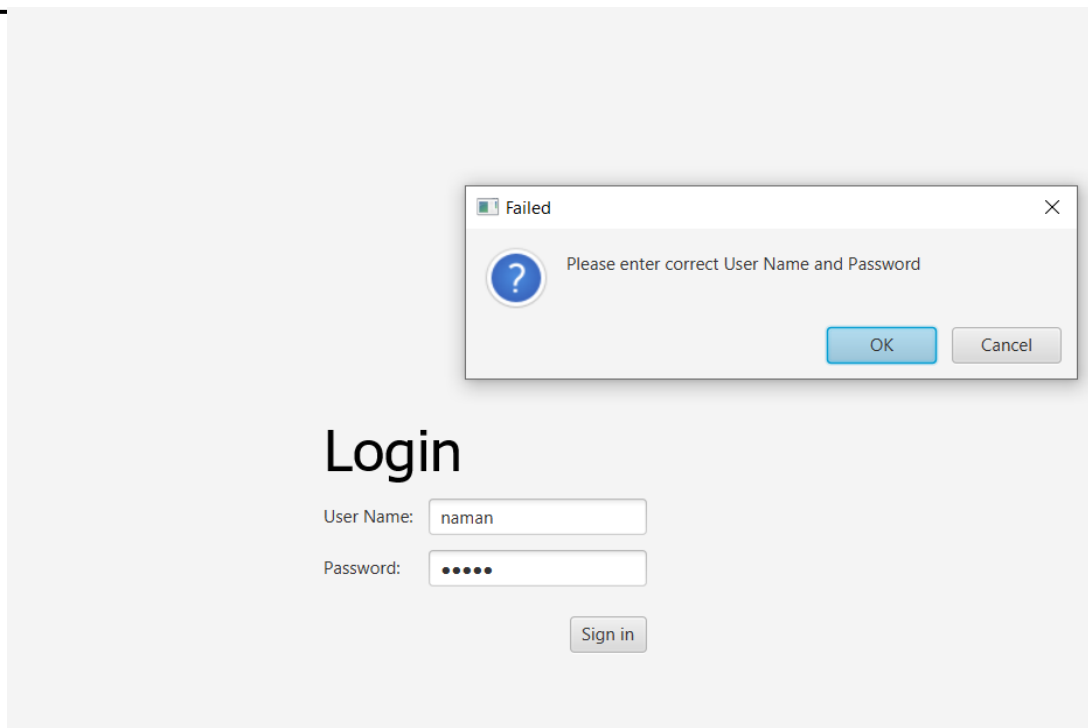 Failed
Please enter correct User Name and Password
OK Cancel
Login
User Name: naman
Password: •••••
Sign in